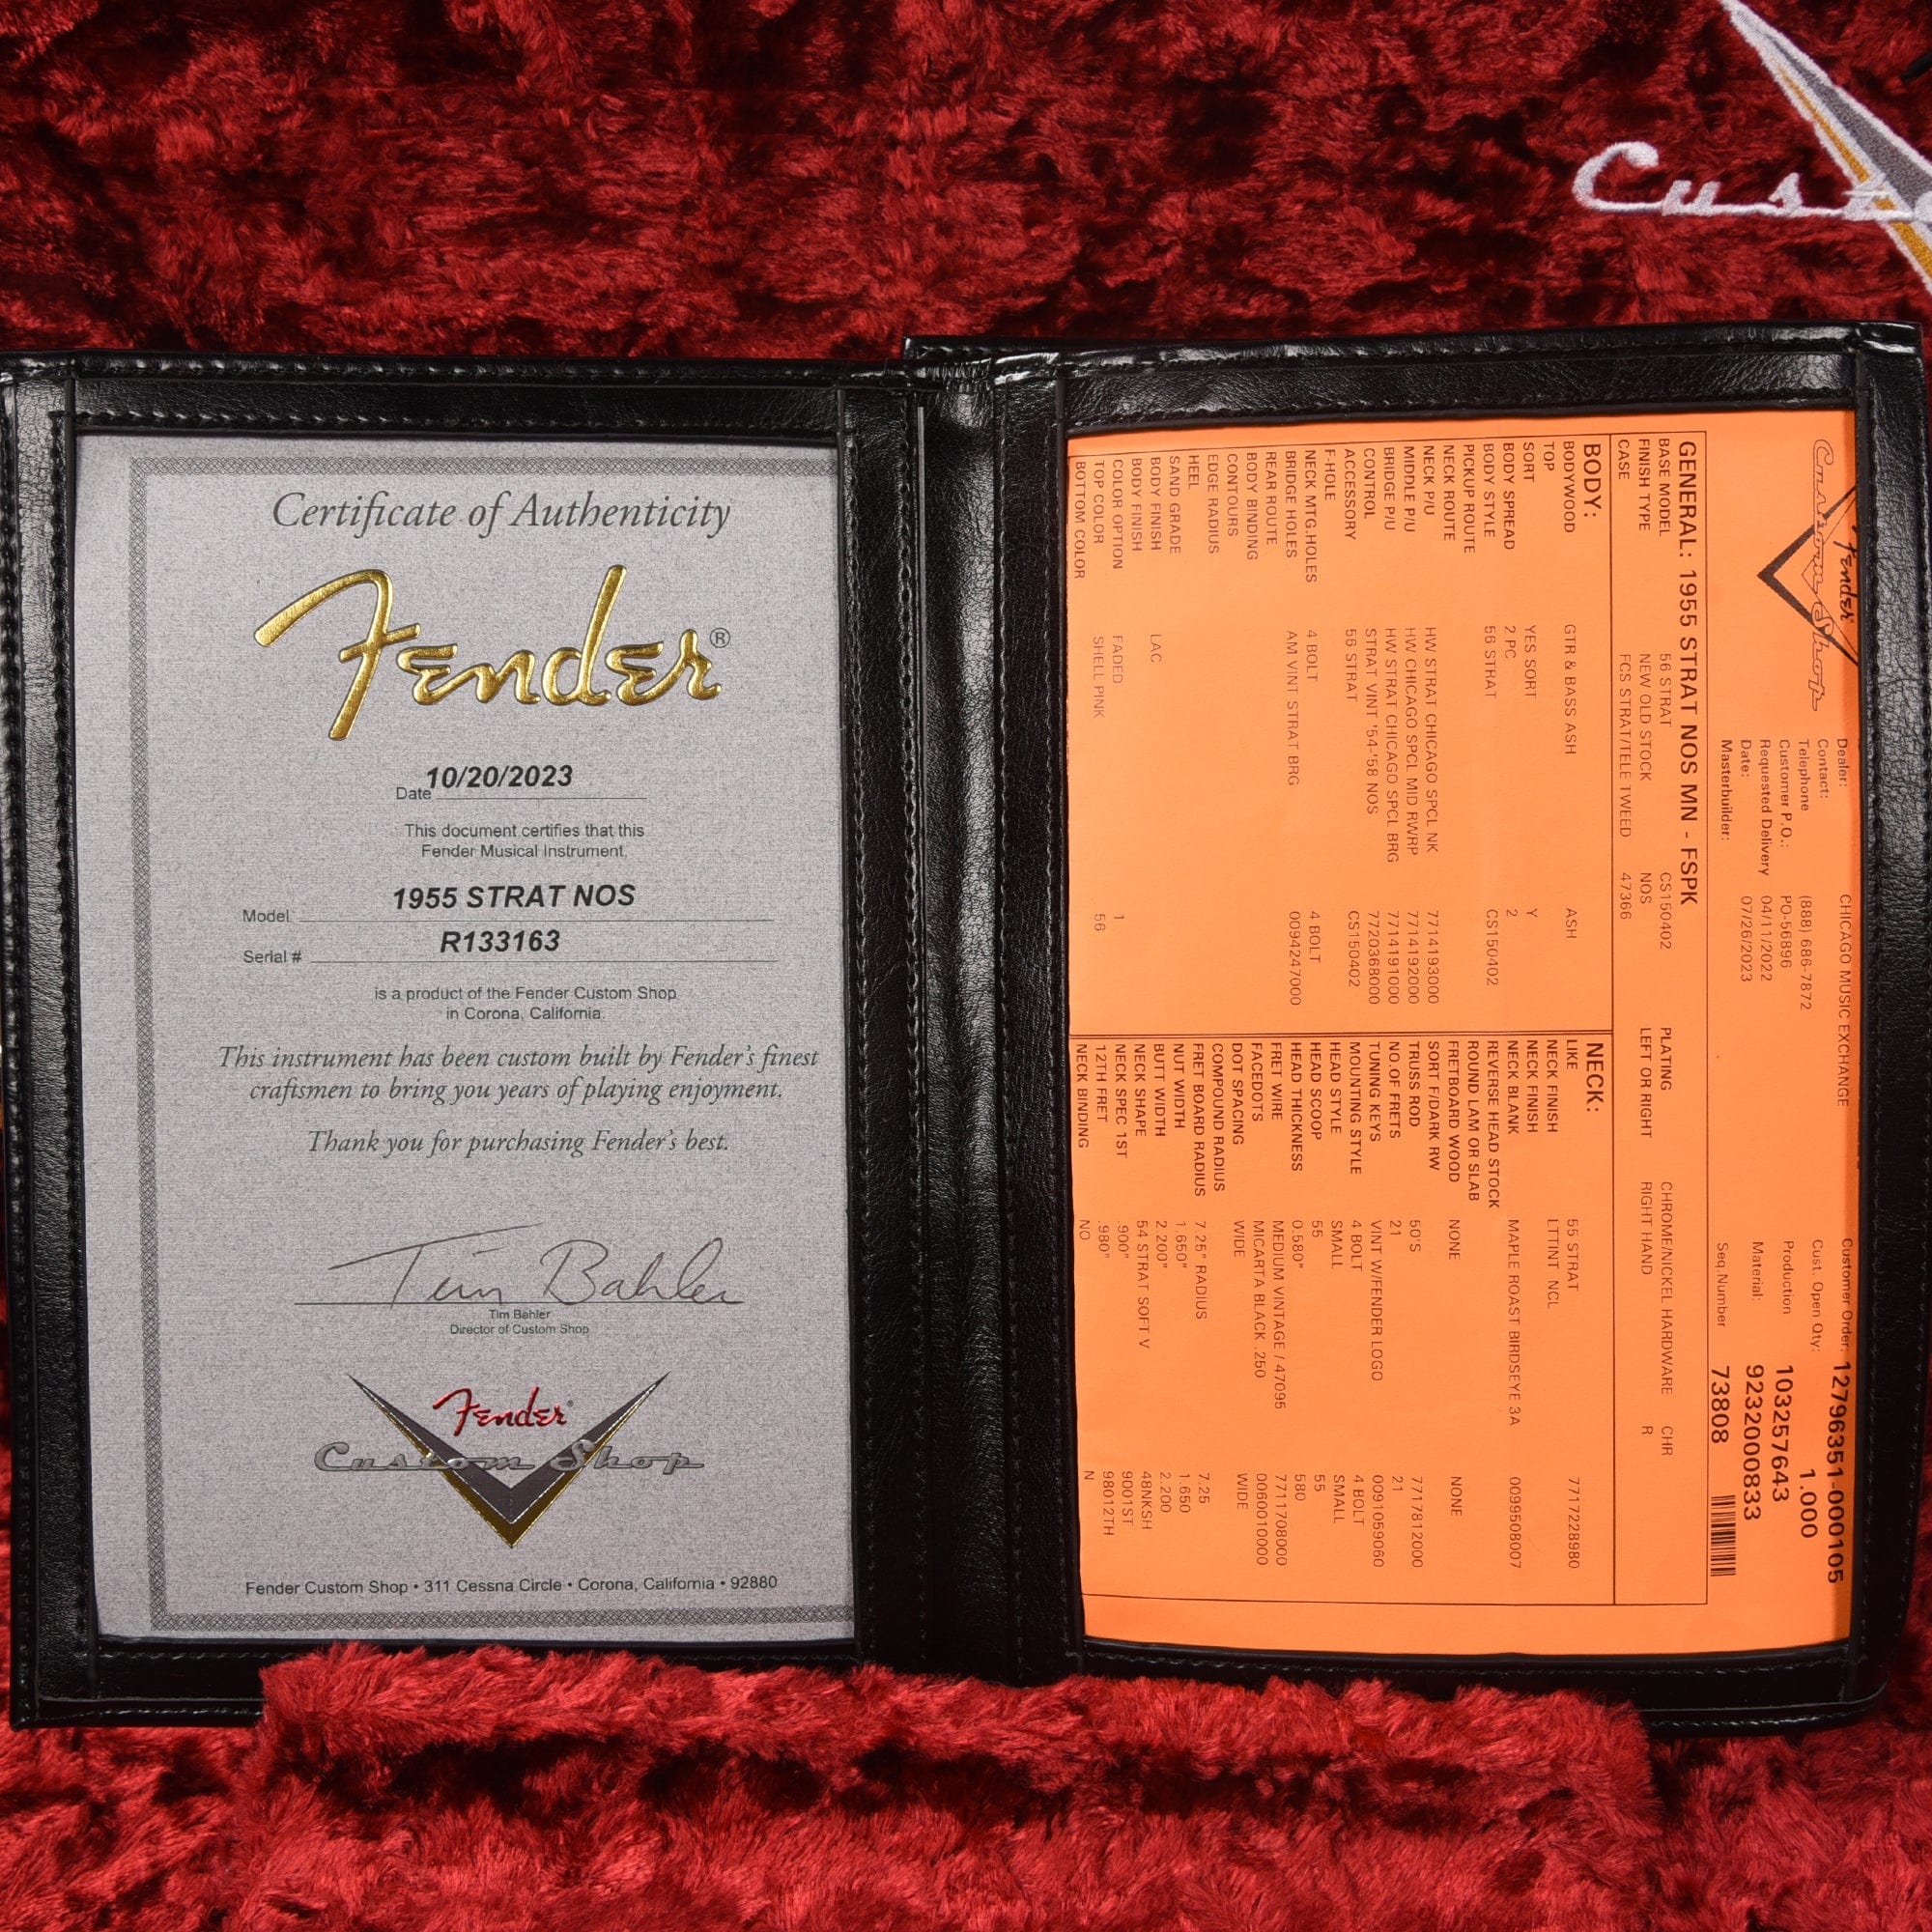 Cust
Certificate of Authenticity
Fender®
Date 10/20/2023
This document certifies that this
Fender Musical Instrument,
Model 1955 STRAT NOS
Serial # R133163
is a product of the Fender Custom Shop
in Corona, California.
This instrument has been custom built by Fender's finest
craftsmen to bring you years of playing enjoyment.
Thank you for purchasing Fender's best.
Tim Bahler
Tim Bahler
Director of Custom Shop
Fender®
Custom Shop
Fender Custom Shop • 311 Cessna Circle • Corona, California • 92880
Fender
Custom Shop
Dealer: CHICAGO MUSIC EXCHANGE Customer Order: 12796351-000105
Contact: Cust. Open Qty: 1.000
Telephone (888) 686-7872
Customer P.O.: PO-56896 Production 103257643
Requested Delivery 04/11/2022
Date: 07/26/2023 Material: 9232000833
Masterbuilder: Seq.Number 73808
GENERAL: 1955 STRAT NOS MN - FSPK
BASE MODEL 56 STRAT CS150402 PLATING CHROME/NICKEL HARDWARE CHR
FINISH TYPE NEW OLD STOCK NOS LEFT OR RIGHT RIGHT HAND R
CASE FCS STRAT/TELE TWEED 47366
BODY:
BODYWOOD GTR & BASS ASH ASH
TOP
SORT YES SORT Y
BODY SPREAD 2 PC 2
BODY STYLE 56 STRAT CS150402
PICKUP ROUTE
NECK ROUTE
NECK P/U HW STRAT CHICAGO SPCL NK 7714193000
MIDDLE P/U HW CHICAGO SPCL MID RWRP 7714192000
BRIDGE P/U HW STRAT CHICAGO SPCL BRG 7714191000
CONTROL STRAT VINT '54-'58 NOS 7720368000
ACCESSORY 56 STRAT CS150402
F-HOLE
NECK MTG.HOLES 4 BOLT 4 BOLT
BRIDGE HOLES AM VINT STRAT BRG 0094247000
REAR ROUTE
BODY BINDING
CONTOURS
EDGE RADIUS
HEEL
SAND GRADE
BODY FINISH LAC
BODY FINISH
COLOR OPTION FADED 1
TOP COLOR SHELL PINK 56
BOTTOM COLOR
NECK:
LIKE 55 STRAT 7717228980
NECK FINISH LTTINT NCL
NECK FINISH
NECK BLANK MAPLE ROAST BIRDSEYE 3A 0099508007
REVERSE HEAD STOCK
ROUND LAM OR SLAB
FRETBOARD WOOD NONE NONE
SORT F/DARK RW
TRUSS ROD 50'S 7717812000
NO.OF FRETS 21 21
TUNING KEYS VINT W/FENDER LOGO 0091059060
MOUNTING STYLE 4 BOLT 4 BOLT
HEAD STYLE SMALL SMALL
HEAD SCOOP 55 55
HEAD THICKNESS 0.580" 580
FRET WIRE MEDIUM VINTAGE / 47095 7711708000
FACEDOTS MICARTA BLACK .250 0060010000
DOT SPACING WIDE WIDE
COMPOUND RADIUS
FRET BOARD RADIUS 7.25" RADIUS 7.25
NUT WIDTH 1.650" 1.650
BUTT WIDTH 2.200" 2.200
NECK SHAPE 54 STRAT SOFT V 48NKSH
NECK SPEC 1ST .900" 9001ST
12TH FRET .980" 98012TH
NECK BINDING NO N